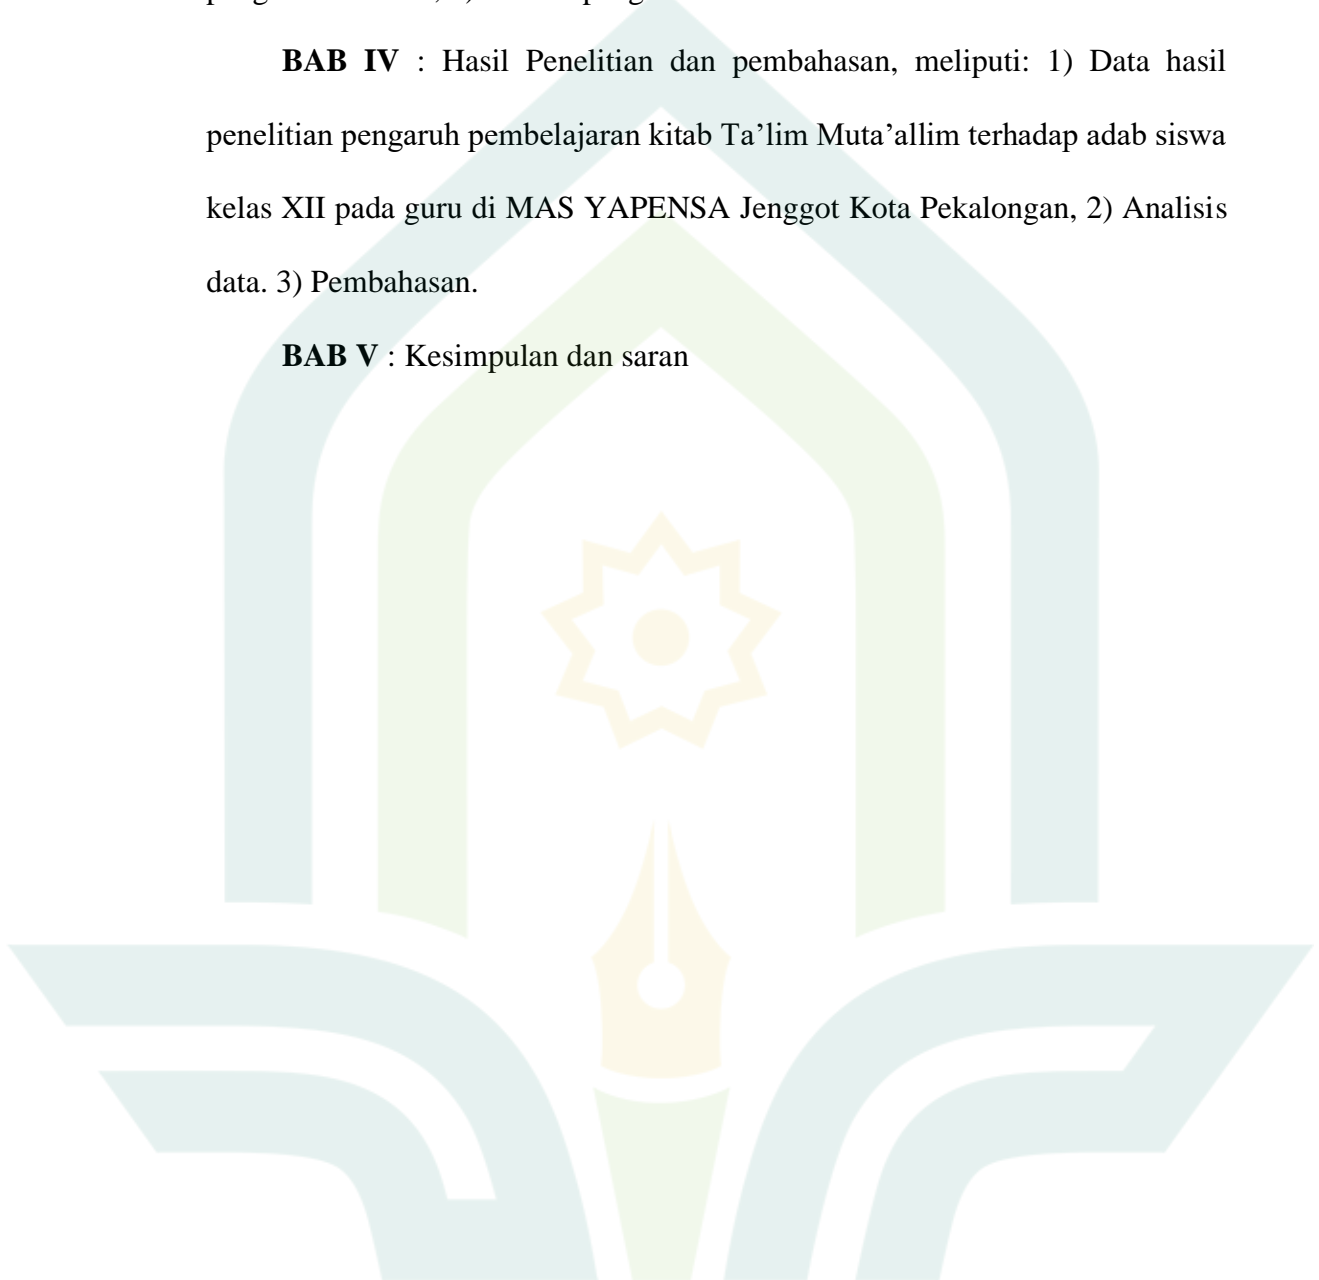 BAB IV : Hasil Penelitian dan pembahasan, meliputi: 1) Data hasil
penelitian pengaruh pembelajaran kitab Ta’lim Muta’allim terhadap adab siswa
kelas XII pada guru di MAS YAPENSA Jenggot Kota Pekalongan, 2) Analisis
data. 3) Pembahasan.
BAB V : Kesimpulan dan saran